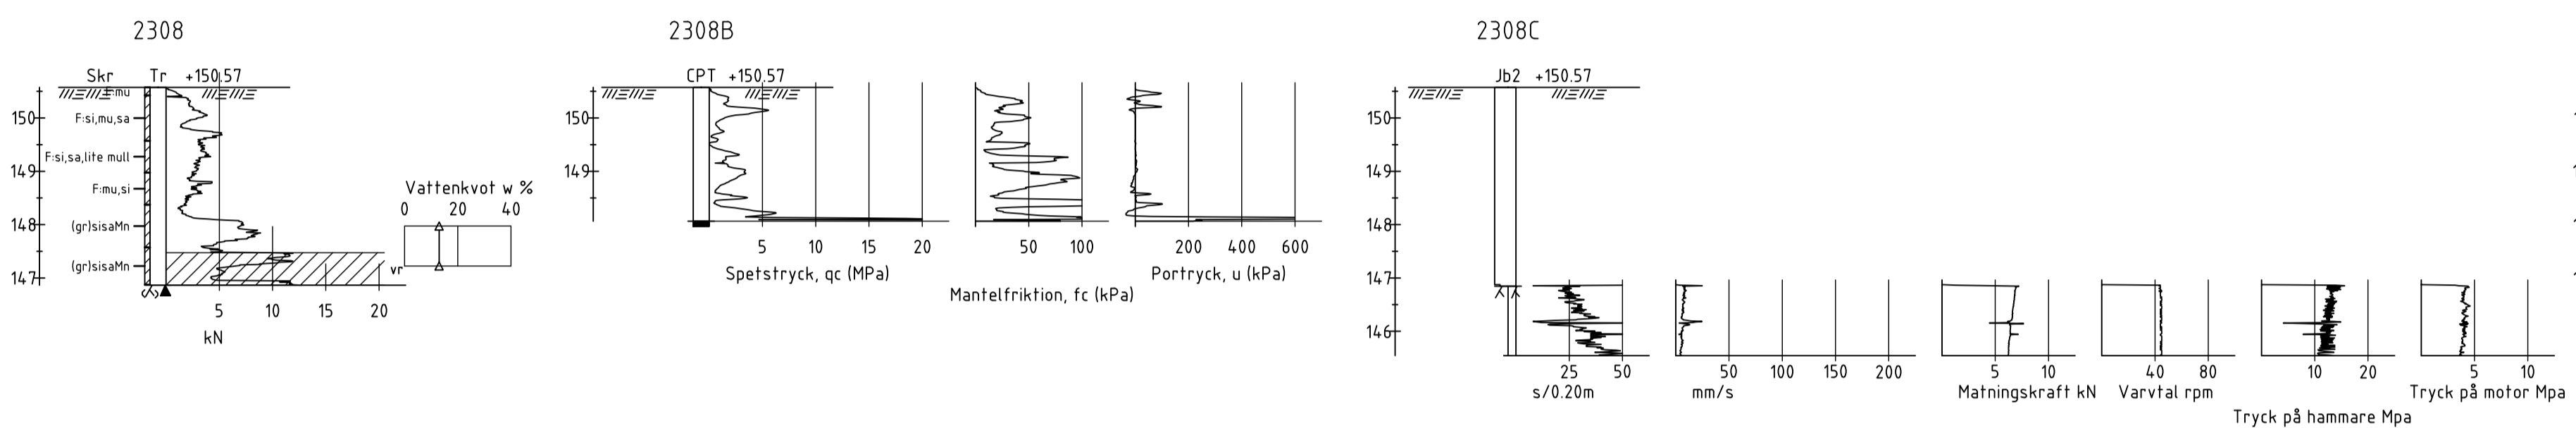 2308
2308B
2308C
Skr Tr +150.57
CPT +150.57
Jb2 +150.57
F:mu
150
F:si,mu,sa
F:si,sa,lite mull
149
F:mu,si
148
(gr)sisaMn
(gr)sisaMn
147
vr
5 10 15 20
kN
Vattenkvot w %
0 20 40
150
149
5 10 15 20
Spetstryck, qc (MPa)
50 100
Mantelfriktion, fc (kPa)
200 400 600
Portryck, u (kPa)
150
149
148
147
146
25 50
s/0.20m
50 100 150 200
mm/s
5 10
Matningskraft kN
40 80
Varvtal rpm
10 20
Tryck på hammare Mpa
5 10
Tryck på motor Mpa